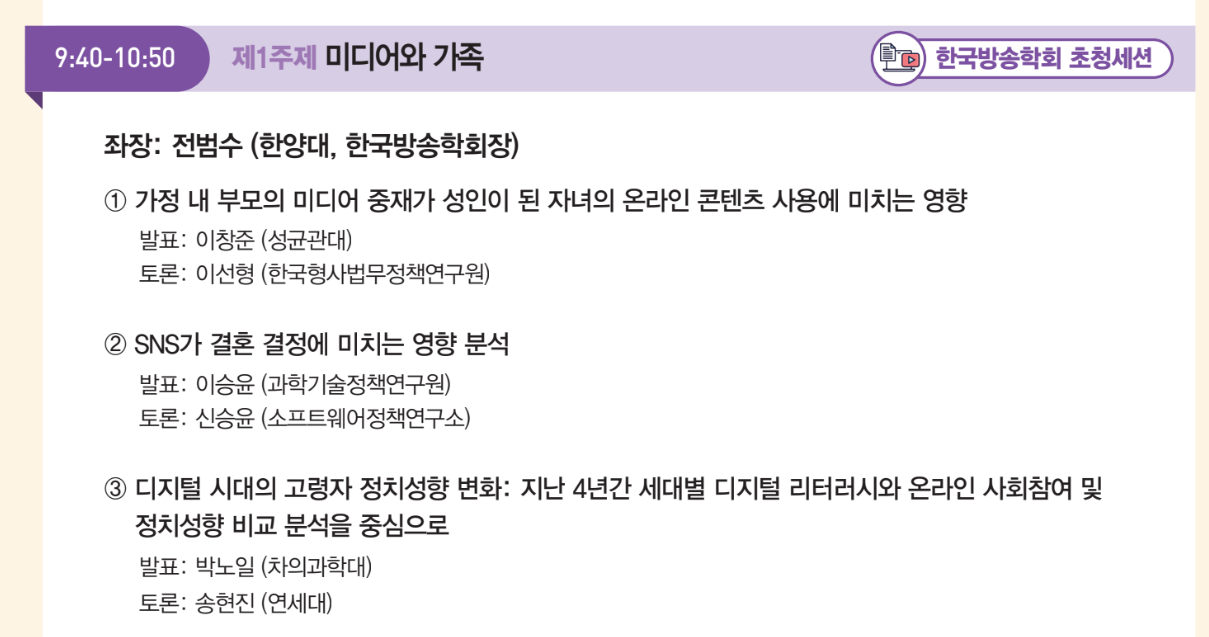 9:40-10:50 제1주제 미디어와 가족 한국방송학회 초청세션
좌장: 전범수 (한양대, 한국방송학회장)
① 가정 내 부모의 미디어 중재가 성인이 된 자녀의 온라인 콘텐츠 사용에 미치는 영향
발표: 이창준 (성균관대)
토론: 이선형 (한국형사법무정책연구원)
② SNS가 결혼 결정에 미치는 영향 분석
발표: 이승윤 (과학기술정책연구원)
토론: 신승윤 (소프트웨어정책연구소)
③ 디지털 시대의 고령자 정치성향 변화: 지난 4년간 세대별 디지털 리터러시와 온라인 사회참여 및
정치성향 비교 분석을 중심으로
발표: 박노일 (차의과학대)
토론: 송현진 (연세대)